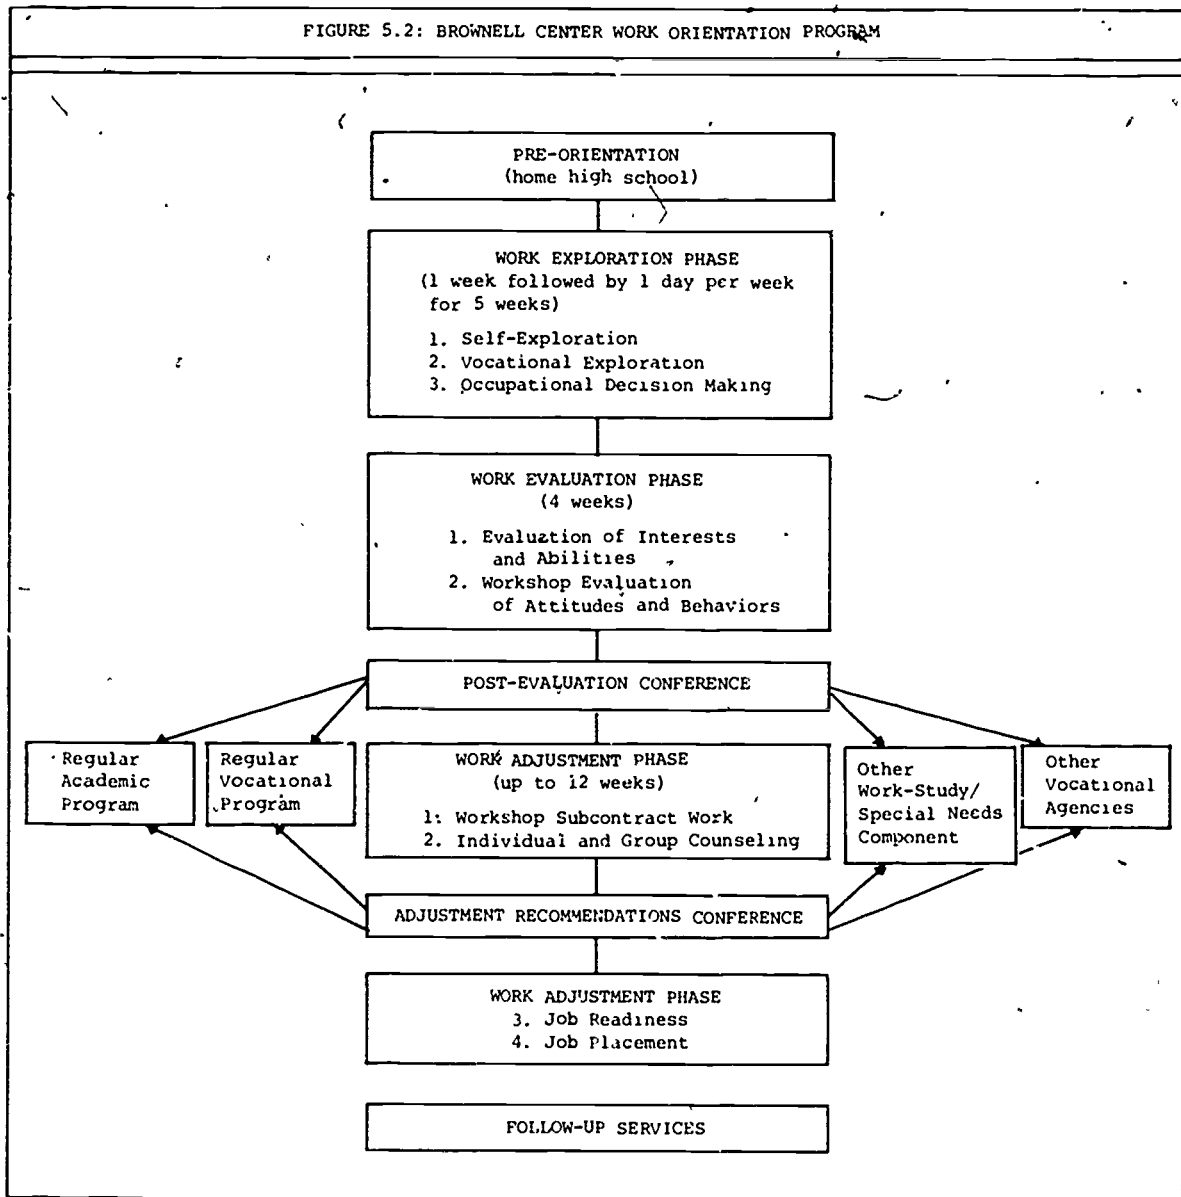 FIGURE 5.2: BROWNELL CENTER WORK ORIENTATION PROGRAM
PRE-ORIENTATION
(home high school)
WORK EXPLORATION PHASE
(1 week followed by 1 day per week
for 5 weeks)
1. Self-Exploration
2. Vocational Exploration
3. Occupational Decision Making
WORK EVALUATION PHASE
(4 weeks)
1. Evaluation of Interests
and Abilities
2. Workshop Evaluation
of Attitudes and Behaviors
POST-EVALUATION CONFERENCE
Regular
Academic
Program
Regular
Vocational
Program
WORK ADJUSTMENT PHASE
(up to 12 weeks)
1. Workshop Subcontract Work
2. Individual and Group Counseling
Other
Work-Study/
Special Needs
Component
Other
Vocational
Agencies
ADJUSTMENT RECOMMENDATIONS CONFERENCE
WORK ADJUSTMENT PHASE
3. Job Readiness
4. Job Placement
FOLLOW-UP SERVICES